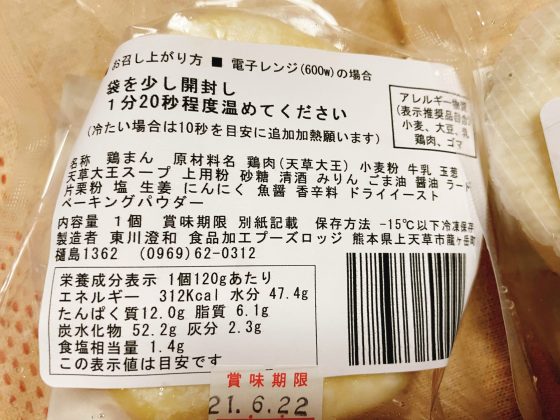 お召し上がり方 ■ 電子レンジ(600w)の場合
袋を少し開封し
1分20秒程度温めてください
(冷たい場合は10秒を目安に追加加熱願います)
アレルギー物質
(表示推奨品目含
小麦、大豆、乳
鶏肉、ゴマ
名称 鶏まん 原材料名 鶏肉(天草大王) 小麦粉 牛乳 玉葱
天草大王スープ 上用粉 砂糖 清酒 みりん ごま油 醤油 ラード
片栗粉 塩 生姜 にんにく 魚醤 香辛料 ドライイースト
ベーキングパウダー
内容量 1個 賞味期限 別紙記載 保存方法 -15℃以下冷凍保存
製造者 東川澄和 食品加工プーズロッジ 熊本県上天草市龍ヶ岳町
樋島1362 (0969)62-0312
栄養成分表示 1個120gあたり
エネルギー 312Kcal 水分 47.4g
たんぱく質12.0g 脂質 6.1g
炭水化物 52.2g 灰分 2.3g
食塩相当量 1.4g
この表示値は目安です
賞味期限
21.6.22